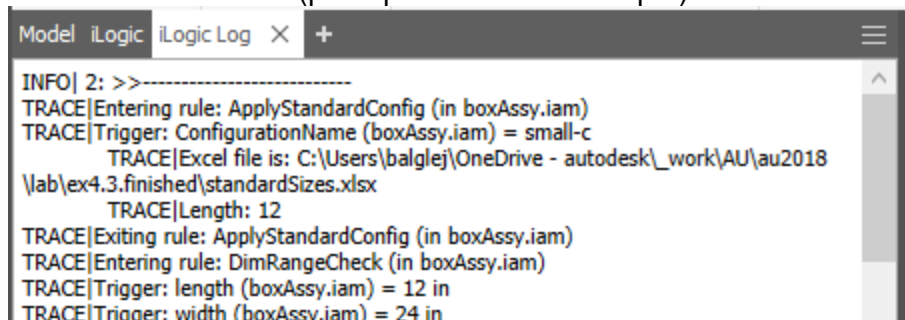 Model iLogic iLogic Log × +
INFO| 2: >>---------------------------
TRACE|Entering rule: ApplyStandardConfig (in boxAssy.iam)
TRACE|Trigger: ConfigurationName (boxAssy.iam) = small-c
TRACE|Excel file is: C:\Users\balglej\OneDrive - autodesk\_work\AU\au2018
\lab\ex4.3.finished\standardSizes.xlsx
TRACE|Length: 12
TRACE|Exiting rule: ApplyStandardConfig (in boxAssy.iam)
TRACE|Entering rule: DimRangeCheck (in boxAssy.iam)
TRACE|Trigger: length (boxAssy.iam) = 12 in
TRACE|Trigger: width (boxAssy.iam) = 24 in